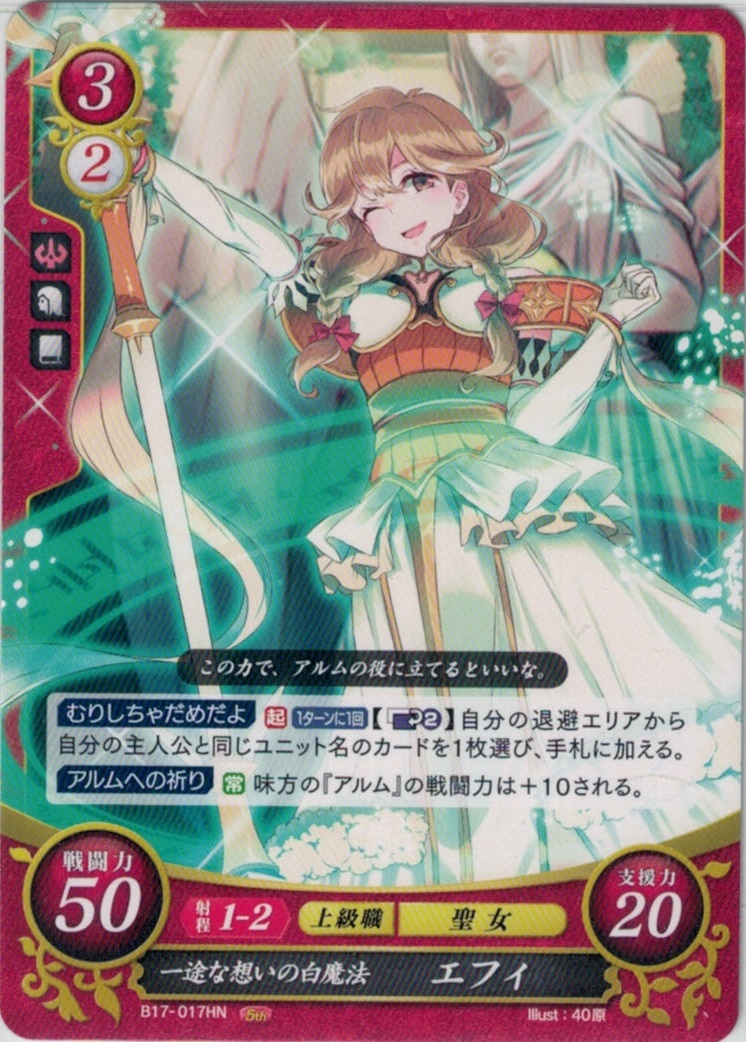 3
2
この力で、アルムの役に立てるといいな。
むりしちゃだめだよ 起 1ターンに1回【2】自分の退避エリアから
自分の主人公と同じユニット名のカードを1枚選び、手札に加える。
アルムへの祈り 常 味方の『アルム』の戦闘力は+10される。
戦闘力
50
射程 1-2 上級職 聖女
支援力
20
一途な想いの白魔法 エフィ
B17-017HN 5th Illust:40原